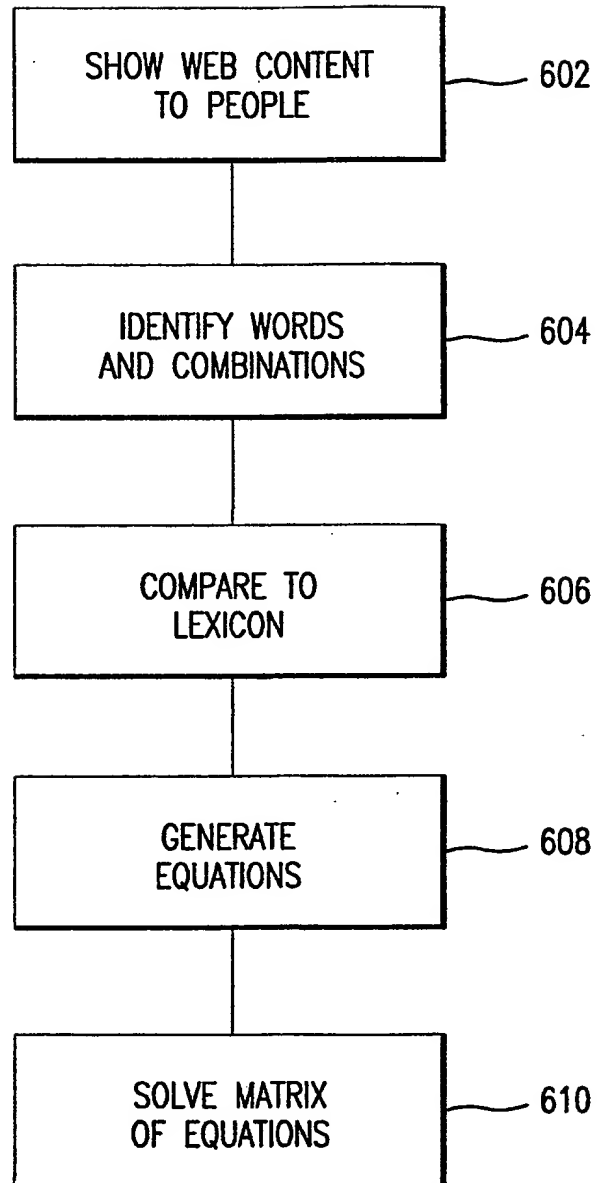 SHOW WEB CONTENT
TO PEOPLE
602
IDENTIFY WORDS
AND COMBINATIONS
604
COMPARE TO
LEXICON
606
GENERATE
EQUATIONS
608
SOLVE MATRIX
OF EQUATIONS
610